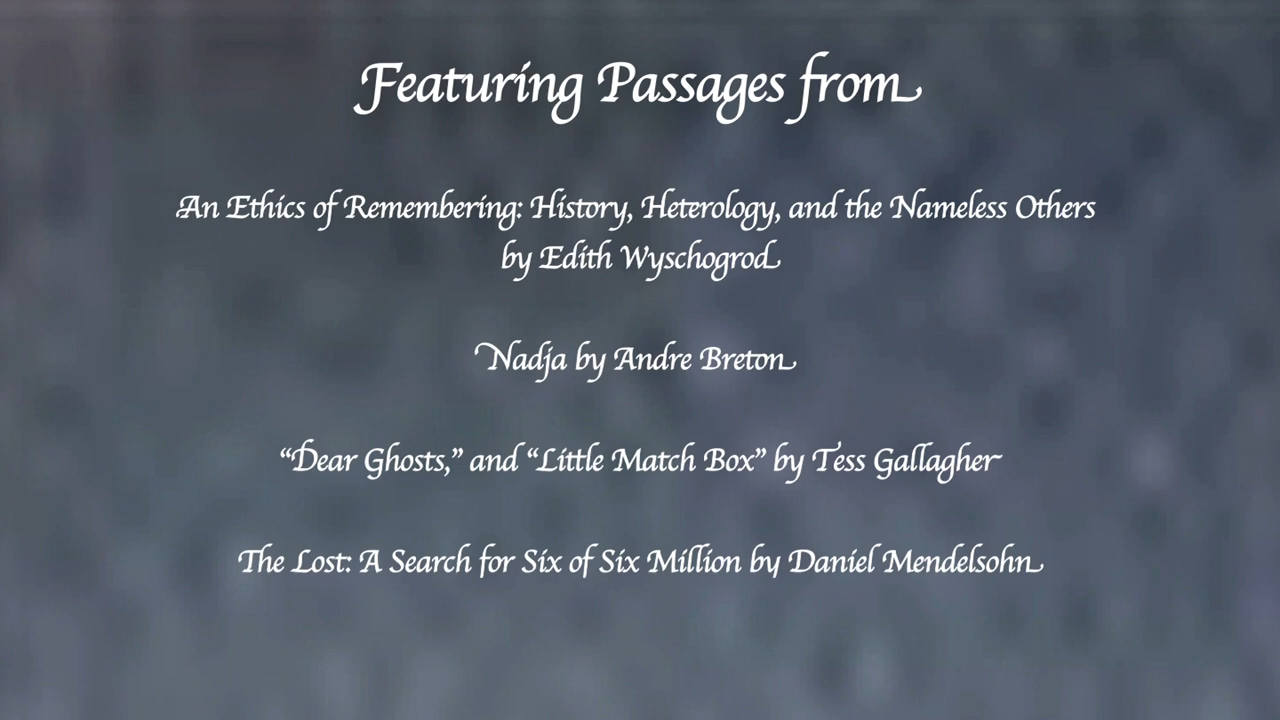 Featuring Passages from
An Ethics of Remembering: History, Heterology, and the Nameless Others
by Edith Wyschogrod
Nadja by Andre Breton
“Dear Ghosts,” and “Little Match Box” by Tess Gallagher
The Lost: A Search for Six of Six Million by Daniel Mendelsohn